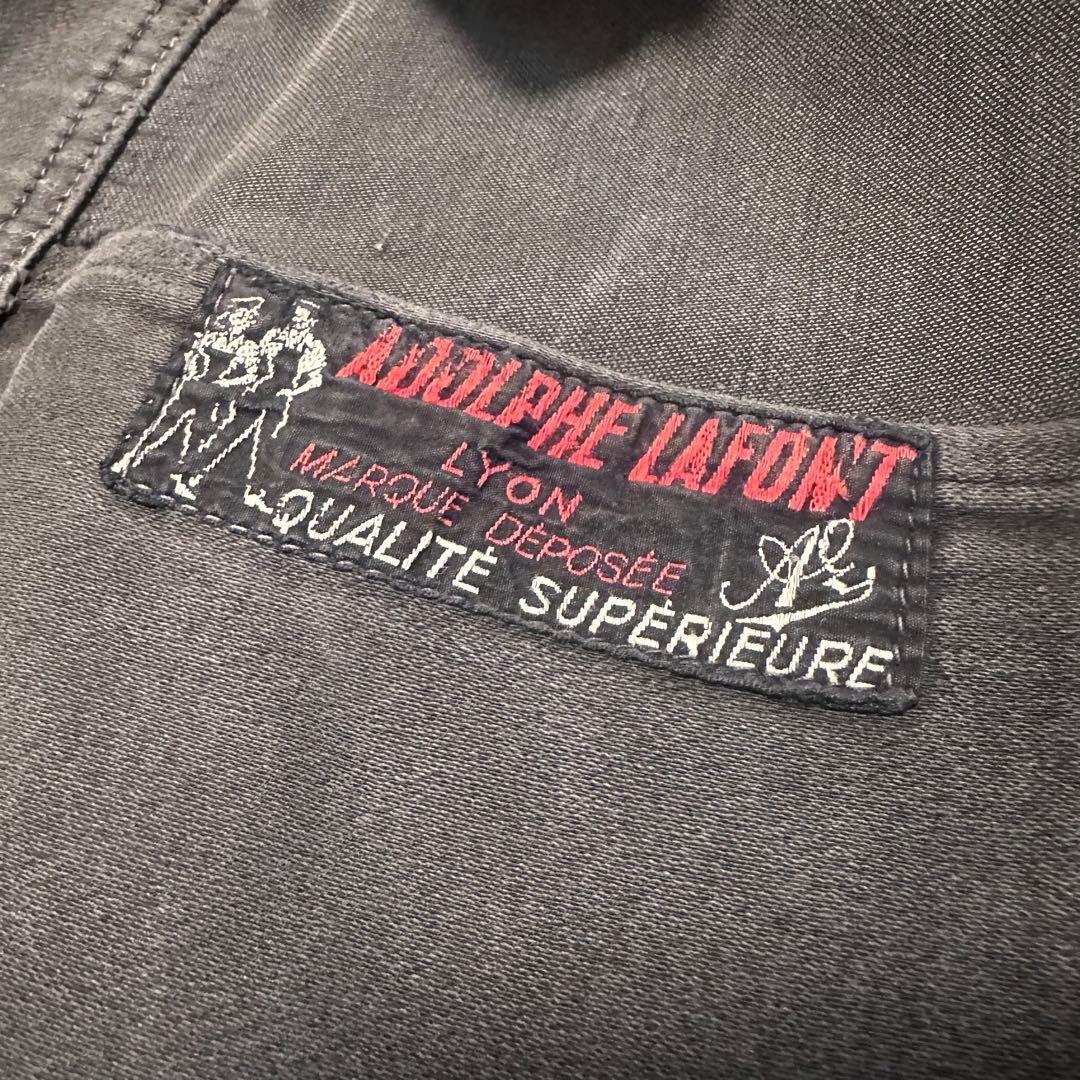 ADOLPHE LAFONT
LYON
MARQUE DÉPOSÉE
QUALITÉ SUPÉRIEURE